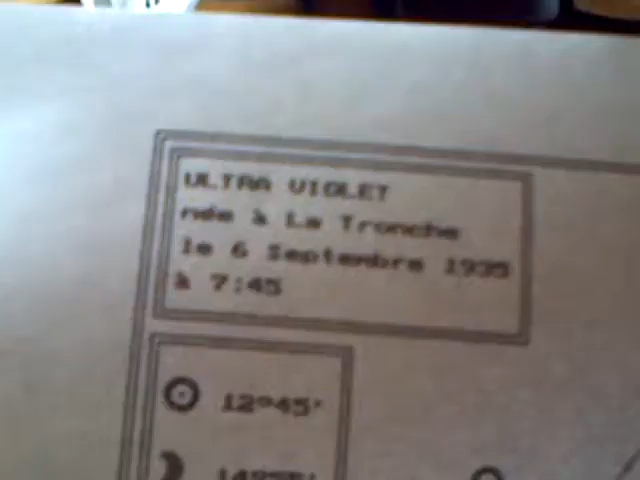 ULTRA VIOLET
née à La Tronche
le 6 Septembre 1935
à 7:45
12°45'